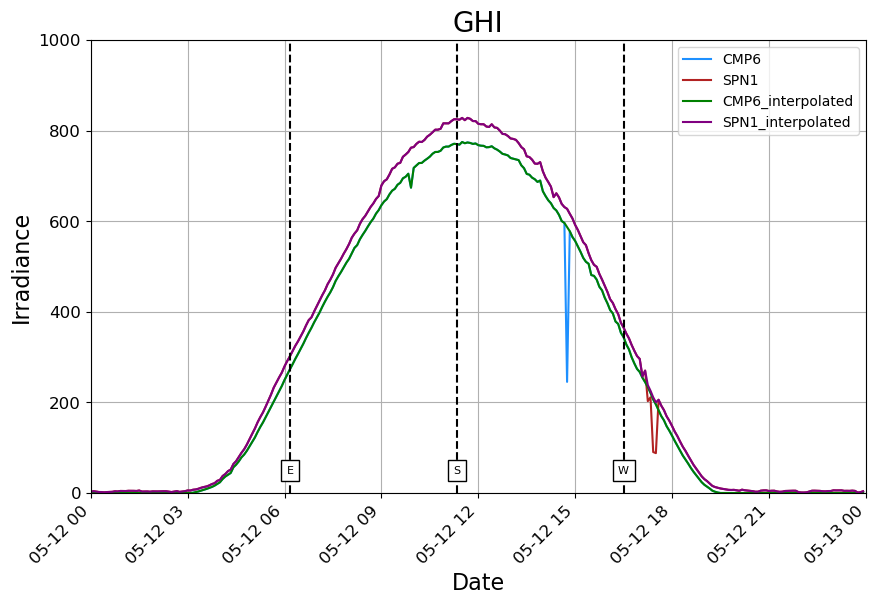 GHI
1000
800
600
400
200
0
Irradiance
CMP6
SPN1
CMP6_interpolated
SPN1_interpolated
E
S
W
05-12 00
05-12 03
05-12 06
05-12 09
05-12 12
05-12 15
05-12 18
05-12 21
05-13 00
Date